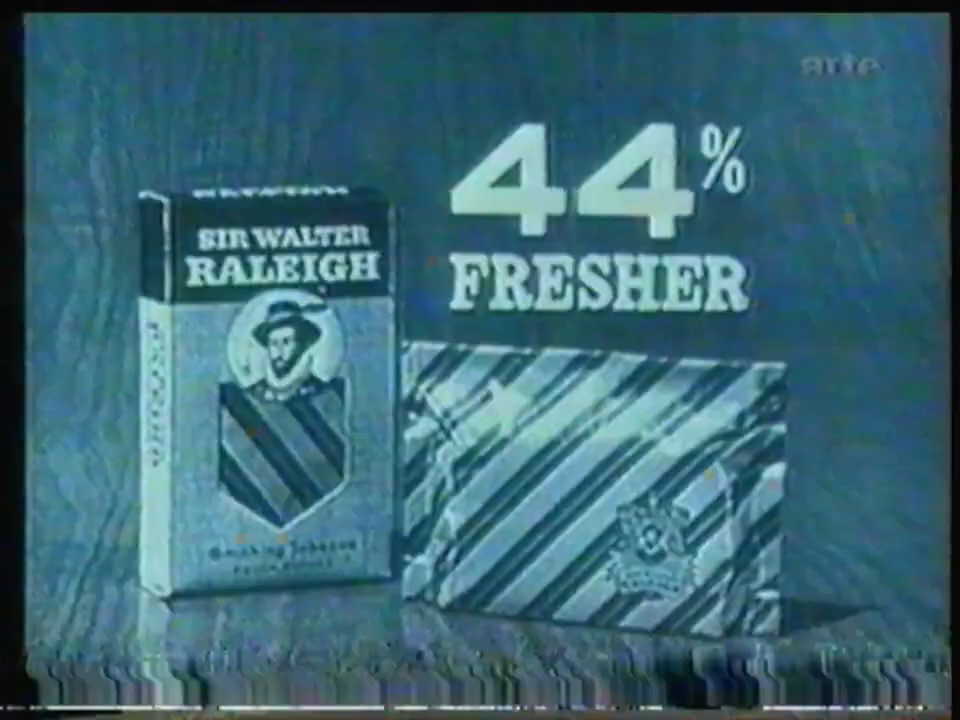 arte
44%
FRESHER
SIR WALTER
RALEIGH
Smoking Tobacco